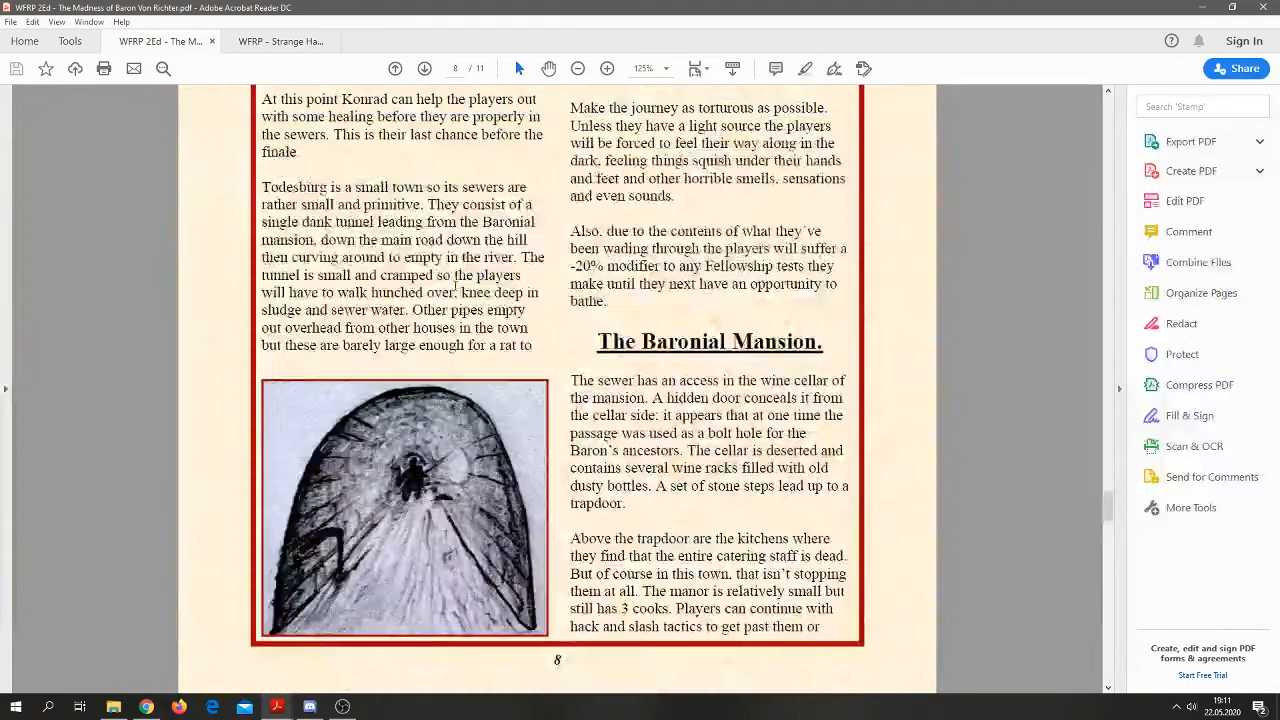 WFRP 2Ed - The Madness of Baron Von Richter.pdf - Adobe Acrobat Reader DC
File Edit View Window Help
Home Tools WFRP 2Ed - The M... × WFRP - Strange Ha... Sign In
8 / 11 125% Share
At this point Konrad can help the players out
with some healing before they are properly in
the sewers. This is their last chance before the
finale
Todesburg is a small town so its sewers are
rather small and primitive. They consist of a
single dank tunnel leading from the Baronial
mansion, down the main road down the hill
then curving around to empty in the river. The
tunnel is small and cramped so the players
will have to walk hunched over, knee deep in
sludge and sewer water. Other pipes empty
out overhead from other houses in the town
but these are barely large enough for a rat to
Make the journey as torturous as possible.
Unless they have a light source the players
will be forced to feel their way along in the
dark, feeling things squish under their hands
and feet and other horrible smells, sensations
and even sounds.
Also, due to the contents of what they've
been wading through the players will suffer a
-20% modifier to any Fellowship tests they
make until they next have an opportunity to
bathe.
The Baronial Mansion.
The sewer has an access in the wine cellar of
the mansion. A hidden door conceals it from
the cellar side; it appears that at one time the
passage was used as a bolt hole for the
Baron's ancestors. The cellar is deserted and
contains several wine racks filled with old
dusty bottles. A set of stone steps lead up to a
trapdoor.
Above the trapdoor are the kitchens where
they find that the entire catering staff is dead.
But of course in this town, that isn't stopping
them at all. The manor is relatively small but
still has 3 cooks. Players can continue with
hack and slash tactics to get past them or
8
Search 'Stamp'
Export PDF
Create PDF
Edit PDF
Comment
Combine Files
Organize Pages
Redact
Protect
Compress PDF
Fill & Sign
Scan & OCR
Send for Comments
More Tools
Create, edit and sign PDF
forms & agreements
Start Free Trial
19:11
22.05.2020